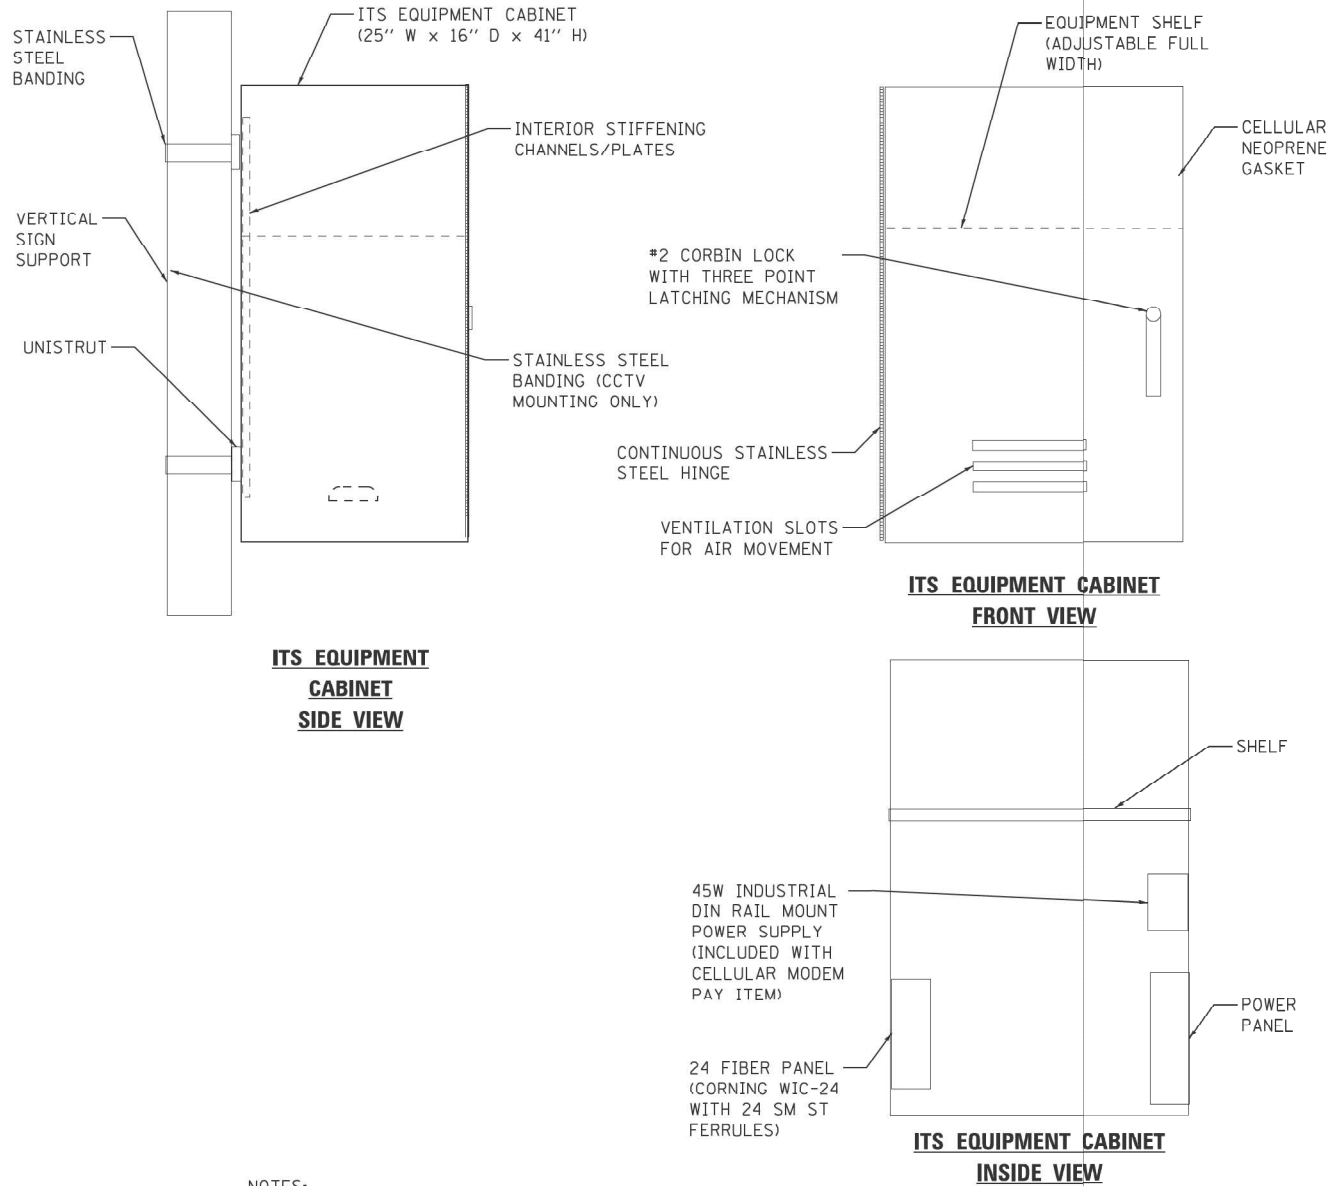 STAINLESS
STEEL
BANDING
ITS EQUIPMENT CABINET
(25" W x 16" D x 41" H)
INTERIOR STIFFENING
CHANNELS/PLATES
VERTICAL
SIGN
SUPPORT
UNISTRUT
STAINLESS STEEL
BANDING (CCTV
MOUNTING ONLY)
ITS EQUIPMENT
CABINET
SIDE VIEW
EQUIPMENT SHELF
(ADJUSTABLE FULL
WIDTH)
CELLULAR
NEOPRENE
GASKET
#2 CORBIN LOCK
WITH THREE POINT
LATCHING MECHANISM
CONTINUOUS STAINLESS
STEEL HINGE
VENTILATION SLOTS
FOR AIR MOVEMENT
ITS EQUIPMENT CABINET
FRONT VIEW
SHELF
45W INDUSTRIAL
DIN RAIL MOUNT
POWER SUPPLY
(INCLUDED WITH
CELLULAR MODEM
PAY ITEM)
POWER
PANEL
24 FIBER PANEL
(CORNING WIC-24
WITH 24 SM ST
FERRULES)
ITS EQUIPMENT CABINET
INSIDE VIEW
NOTES: